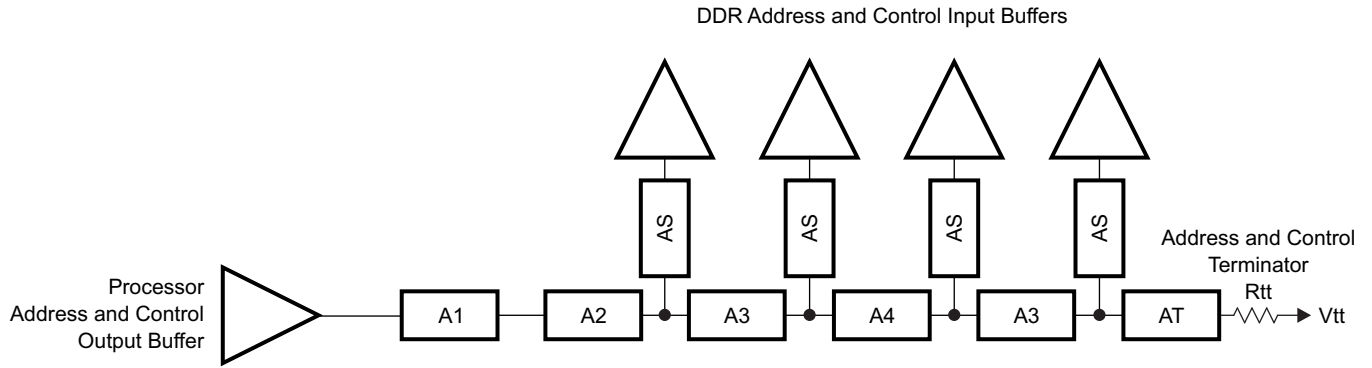 DDR Address and Control Input Buffers
AS
AS
AS
AS
Address and Control
Terminator
Rtt
Vtt
Processor
Address and Control
Output Buffer
A1
A2
A3
A4
A3
AT